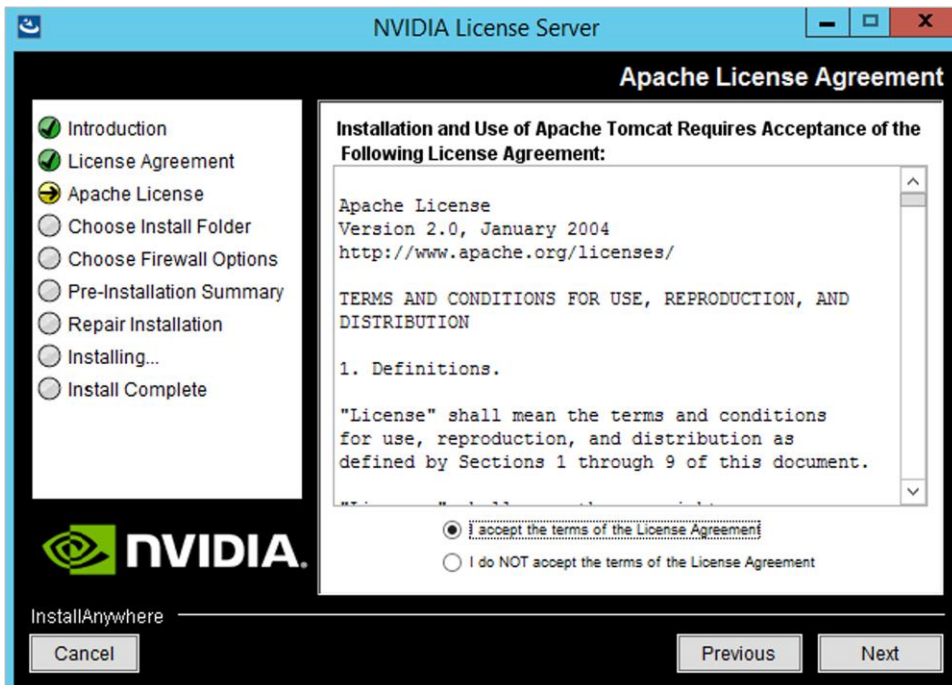 NVIDIA License Server
Apache License Agreement
Introduction
License Agreement
Apache License
Choose Install Folder
Choose Firewall Options
Pre-Installation Summary
Repair Installation
Installing...
Install Complete
Installation and Use of Apache Tomcat Requires Acceptance of the
Following License Agreement:
Apache License
Version 2.0, January 2004
http://www.apache.org/licenses/
TERMS AND CONDITIONS FOR USE, REPRODUCTION, AND
DISTRIBUTION
1. Definitions.
"License" shall mean the terms and conditions
for use, reproduction, and distribution as
defined by Sections 1 through 9 of this document.
I accept the terms of the License Agreement
I do NOT accept the terms of the License Agreement
NVIDIA.
InstallAnywhere
Cancel
Previous
Next